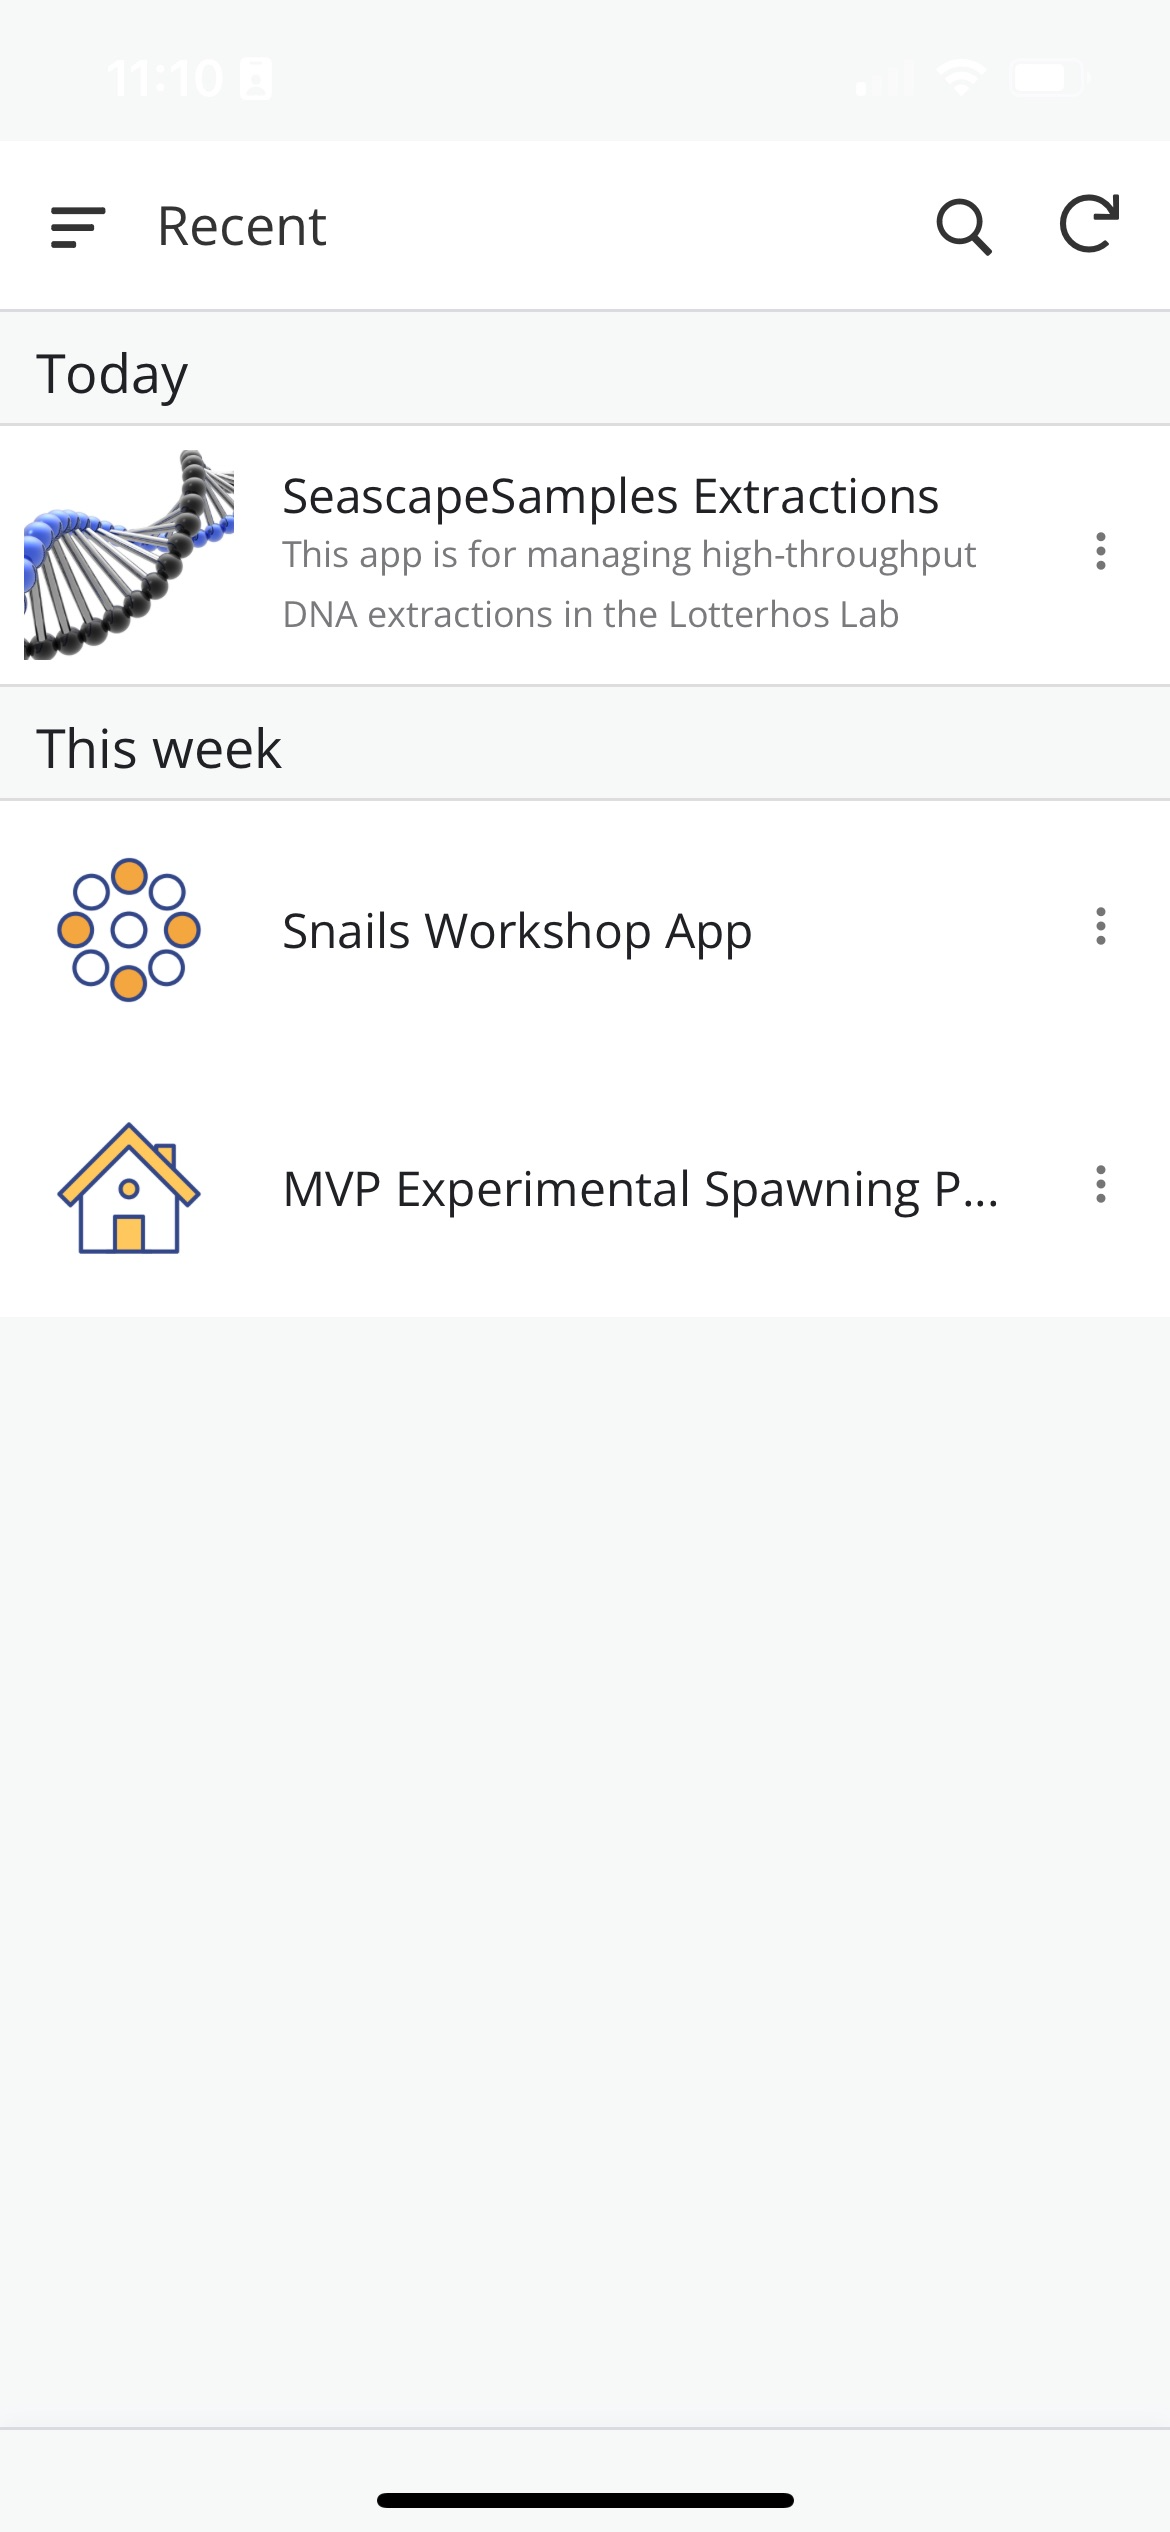 11:10
Recent
Today
SeascapeSamples Extractions
This app is for managing high-throughput
DNA extractions in the Lotterhos Lab
This week
Snails Workshop App
MVP Experimental Spawning P...